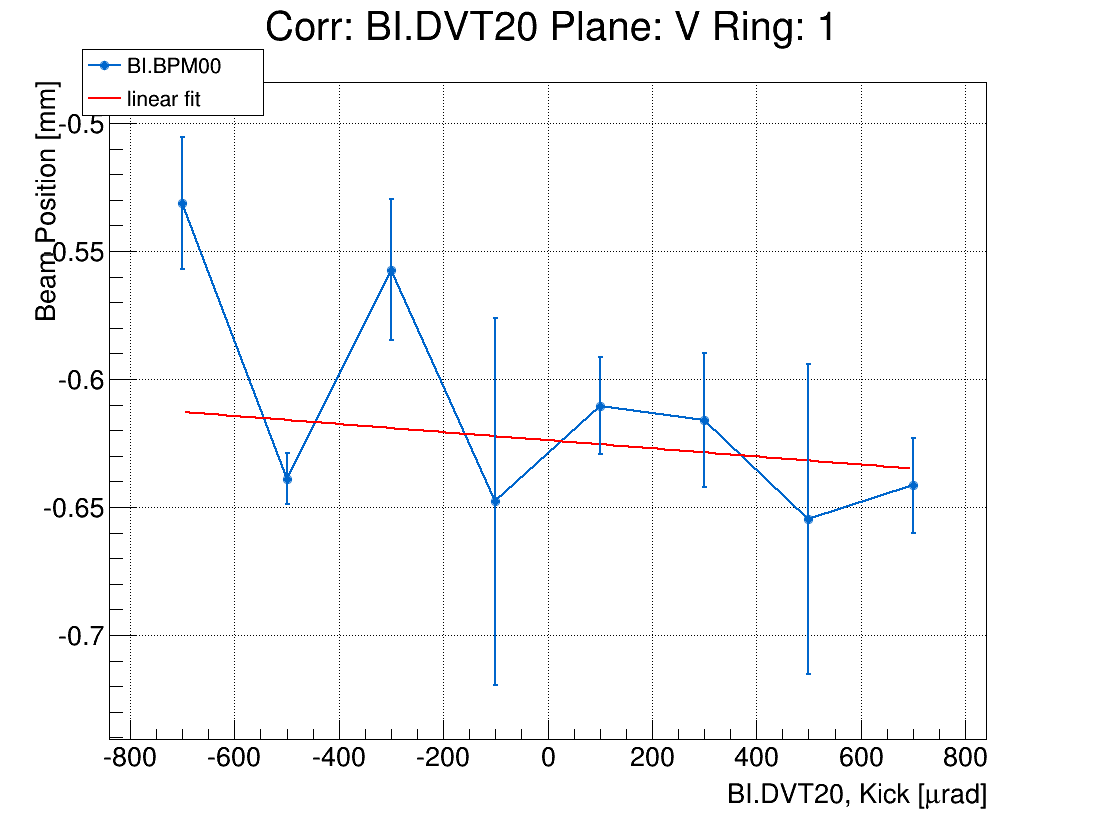 Corr: BI.DVT20 Plane: V Ring: 1
BI.BPM00
linear fit
Beam Position [mm]
-0.5
-0.55
-0.6
-0.65
-0.7
-800 -600 -400 -200 0 200 400 600 800
BI.DVT20, Kick [μrad]